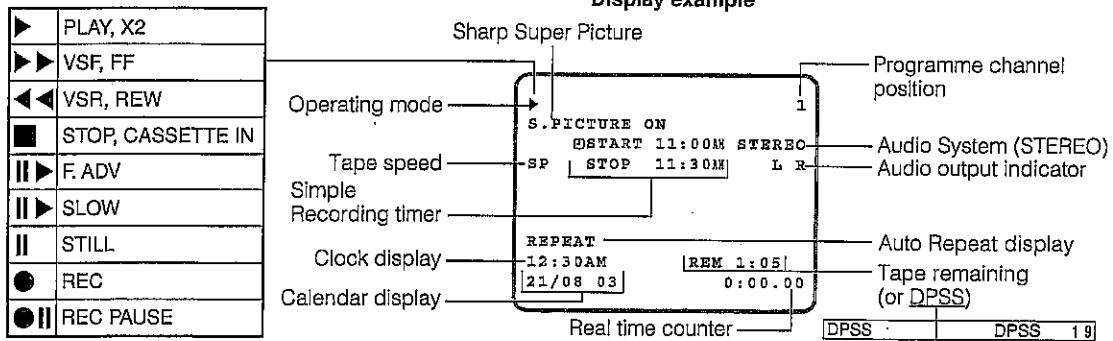 Display example
▶ PLAY, X2
▶▶ VSF, FF
◀◀ VSR, REW
■ STOP, CASSETTE IN
II▶ F. ADV
II▶ SLOW
II STILL
● REC
●II REC PAUSE
Sharp Super Picture
Operating mode
Tape speed
Simple
Recording timer
Clock display
Calendar display
Real time counter
▶ 1
S.PICTURE ON
START 11:00AM STEREO
SP STOP 11:30AM L R
REPEAT
12:30AM REM 1:05
21/08 03 0:00.00
Programme channel
position
Audio System (STEREO)
Audio output indicator
Auto Repeat display
Tape remaining
(or DPSS)
DPSS DPSS 19